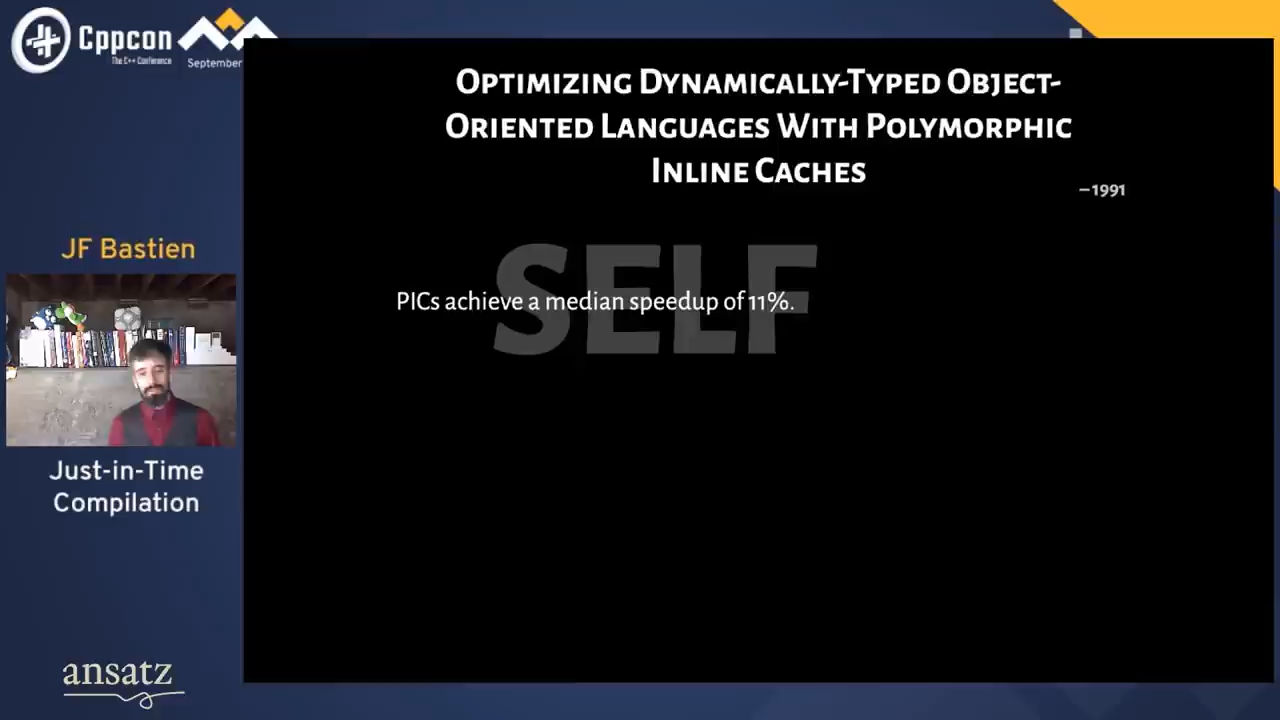 Cppcon
The C++ Conference
September
JF Bastien
Just-in-Time
Compilation
ansatz
OPTIMIZING DYNAMICALLY-TYPED OBJECT-
ORIENTED LANGUAGES WITH POLYMORPHIC
INLINE CACHES
—1991
SELF
PICs achieve a median speedup of 11%.